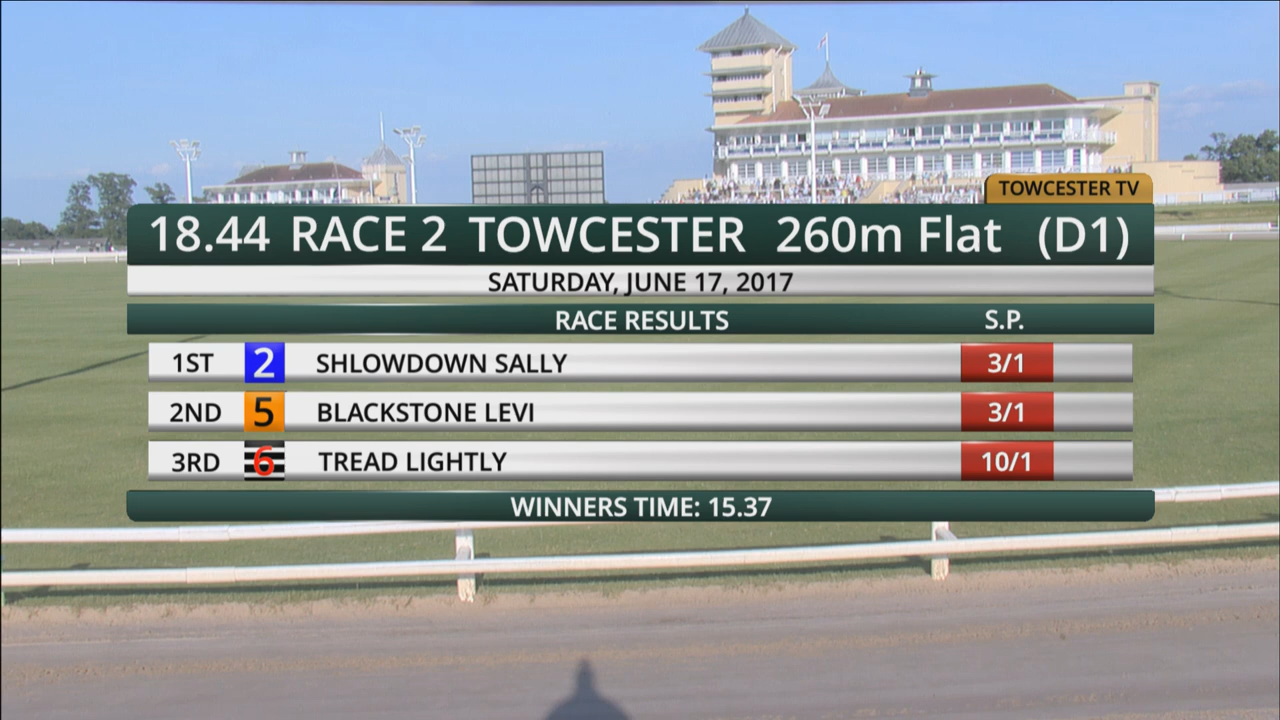 TOWCESTER TV
18.44 RACE 2 TOWCESTER 260m Flat (D1)
SATURDAY, JUNE 17, 2017
RACE RESULTS S.P.
1ST 2 SHLOWDOWN SALLY 3/1
2ND 5 BLACKSTONE LEVI 3/1
3RD 6 TREAD LIGHTLY 10/1
WINNERS TIME: 15.37